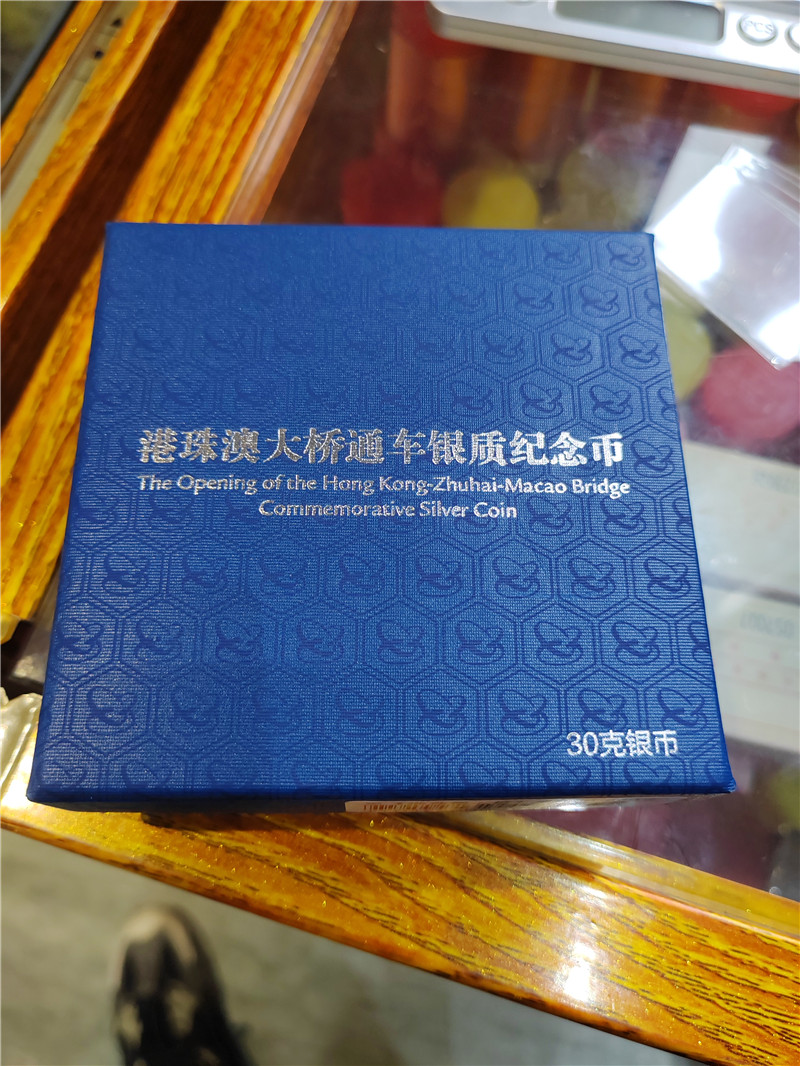 PCS
港珠澳大桥通车银质纪念币
The Opening of the Hong Kong-Zhuhai-Macao Bridge
Commemorative Silver Coin
30克银币